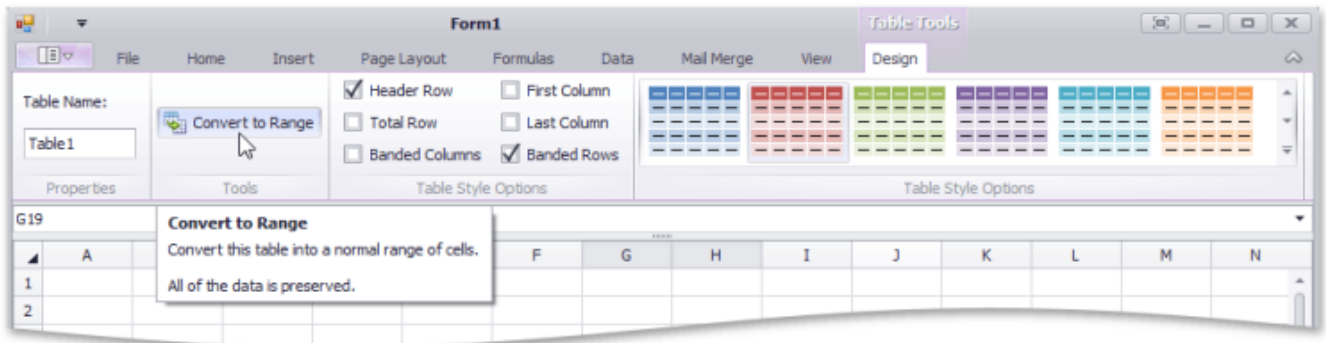 Form1
Table Tools
File Home Insert Page Layout Formulas Data Mail Merge View Design
Table Name:
Table1
Properties
Convert to Range
Tools
Header Row First Column
Total Row Last Column
Banded Columns Banded Rows
Table Style Options
Table Style Options
G19
Convert to Range
Convert this table into a normal range of cells.
All of the data is preserved.
A F G H I J K L M N
1
2